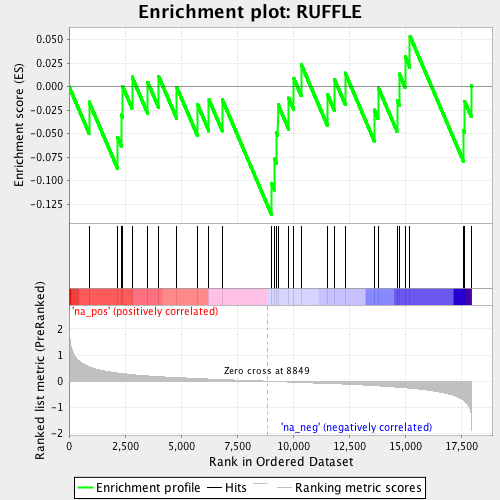 Enrichment plot: RUFFLE
Enrichment score (ES)
0.050
0.025
0.000
-0.025
-0.050
-0.075
-0.100
-0.125
'na_pos' (positively correlated)
Ranked list metric (PreRanked)
2
1
0
-1
-2
Zero cross at 8849
'na_neg' (negatively correlated)
0 2,500 5,000 7,500 10,000 12,500 15,000 17,500
Rank in Ordered Dataset
Enrichment profile Hits Ranking metric scores